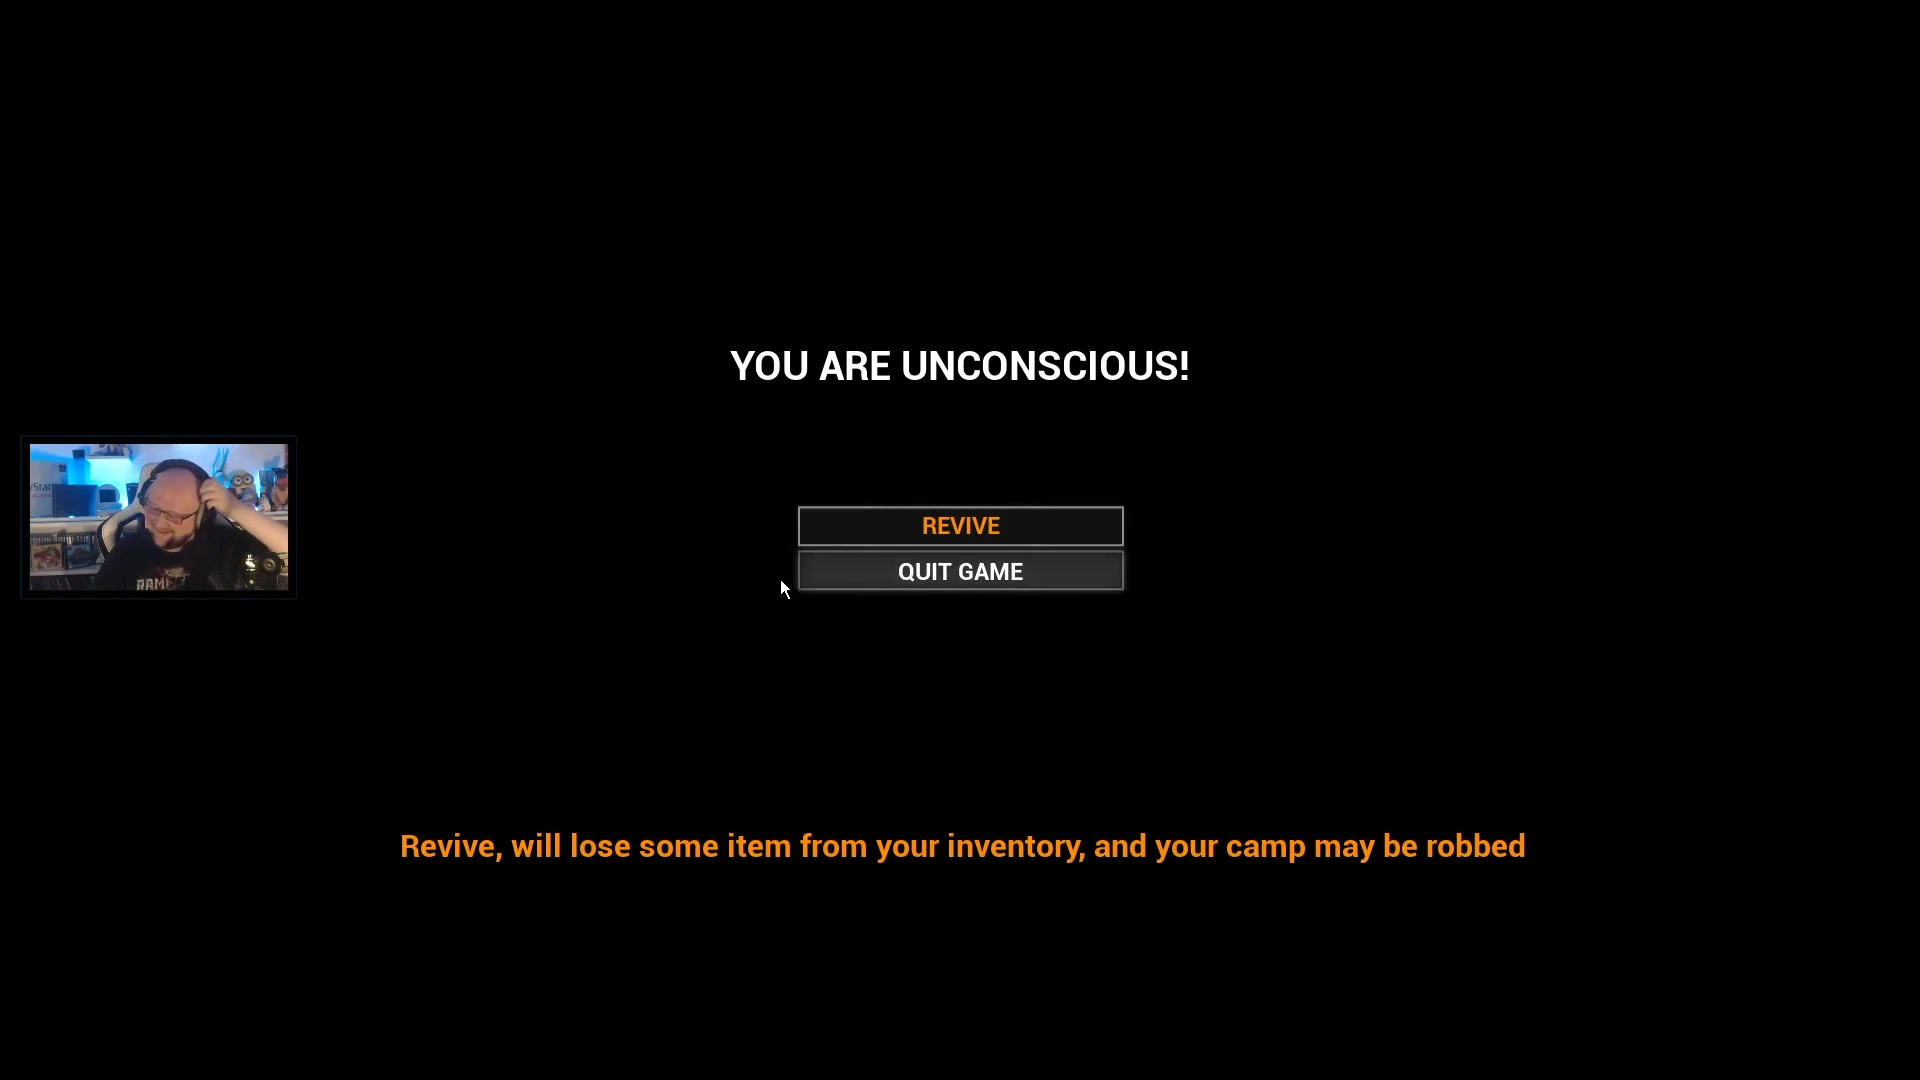 YOU ARE UNCONSCIOUS!
REVIVE
QUIT GAME
Revive, will lose some item from your inventory, and your camp may be robbed